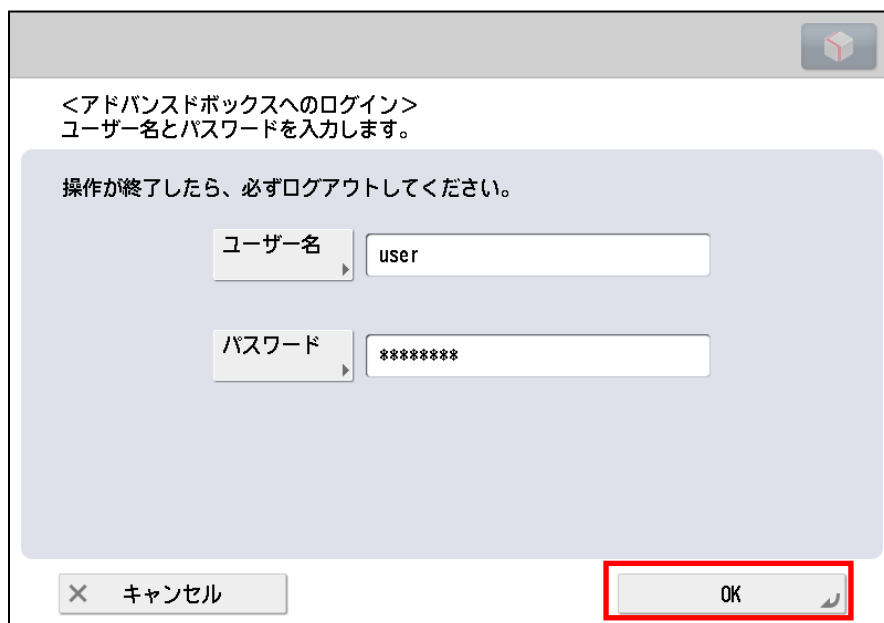 <アドバンスドボックスへのログイン>
ユーザー名とパスワードを入力します。
操作が終了したら、必ずログアウトしてください。
ユーザー名 user
パスワード ********
キャンセル OK